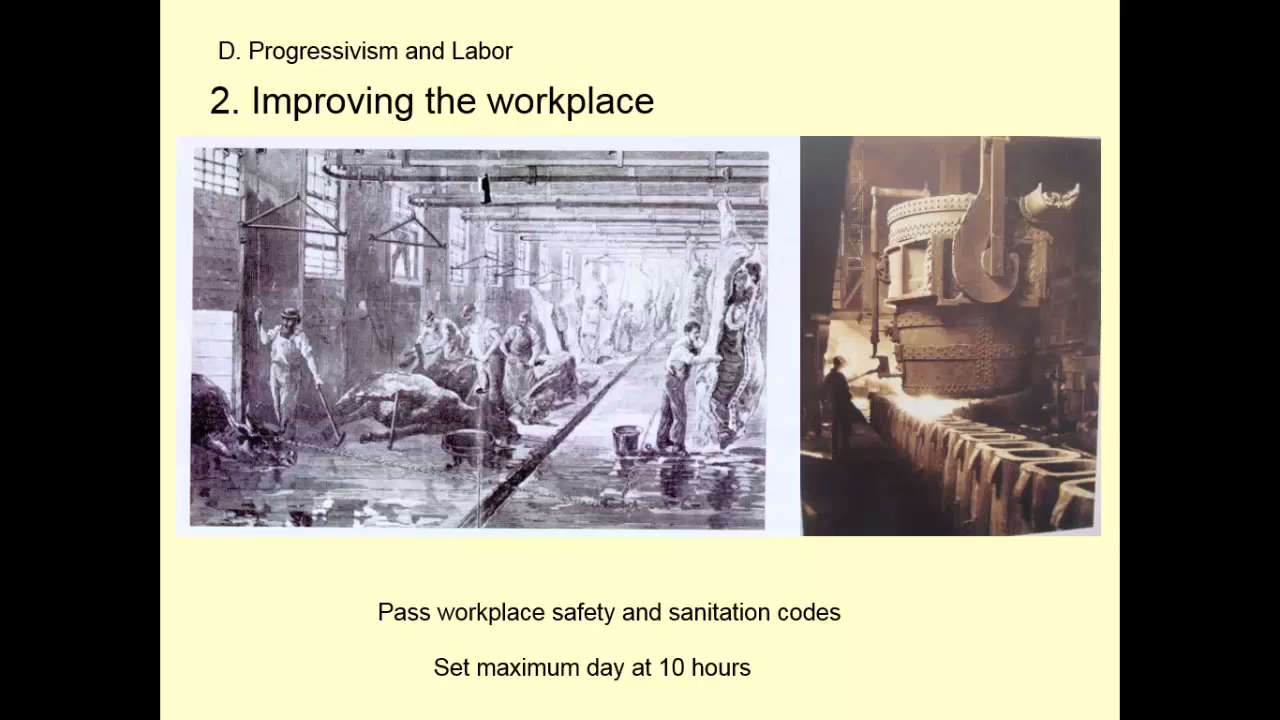 D. Progressivism and Labor
2. Improving the workplace
Pass workplace safety and sanitation codes
Set maximum day at 10 hours